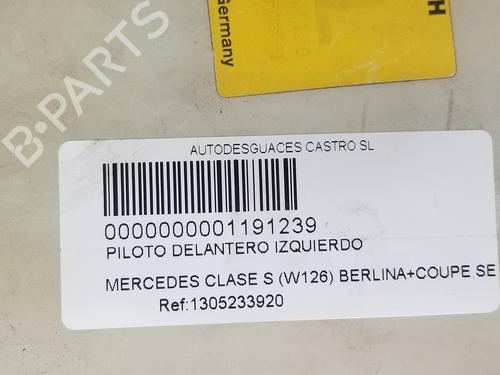 H
Germany
B-PARTS
AUTODESGUACES CASTRO SL
0000000001191239
PILOTO DELANTERO IZQUIERDO
MERCEDES CLASE S (W126) BERLINA+COUPE SE
Ref:1305233920